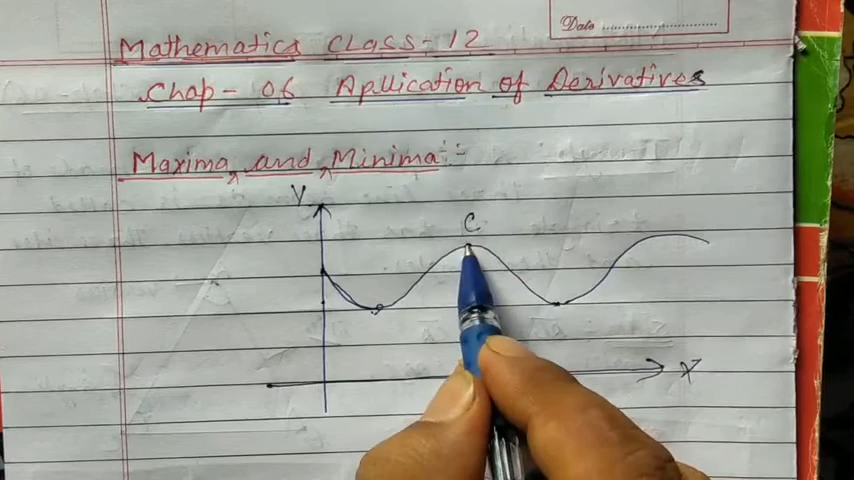 Date
Mathematics CLASS-12
Chap-06 Application of Derivatives
Maxima and Minima:-
Y
C
X